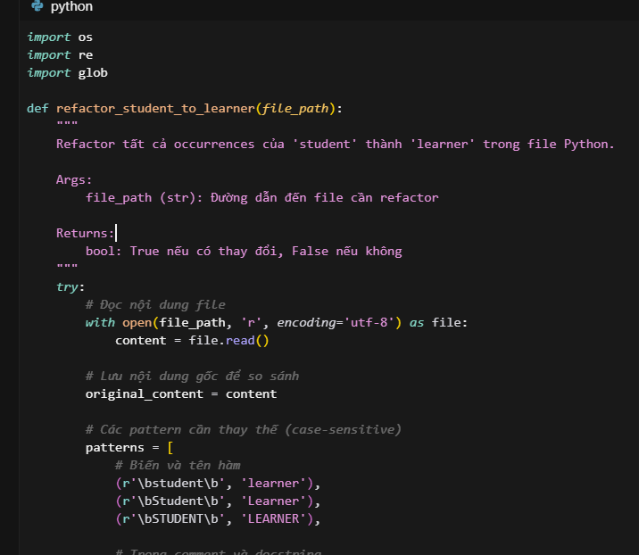 python
import os
import re
import glob
def refactor_student_to_learner(file_path):
    """
    Refactor tất cả occurrences của 'student' thành 'learner' trong file Python.
    Args:
        file_path (str): Đường dẫn đến file cần refactor
    Returns:
        bool: True nếu có thay đổi, False nếu không
    """
    try:
        # Đọc nội dung file
        with open(file_path, 'r', encoding='utf-8') as file:
            content = file.read()
        # Lưu nội dung gốc để so sánh
        original_content = content
        # Các pattern cần thay thế (case-sensitive)
        patterns = [
            # Biến và tên hàm
            (r'\bstudent\b', 'learner'),
            (r'\bStudent\b', 'Learner'),
            (r'\bSTUDENT\b', 'LEARNER'),
            # Trong comment và docstring